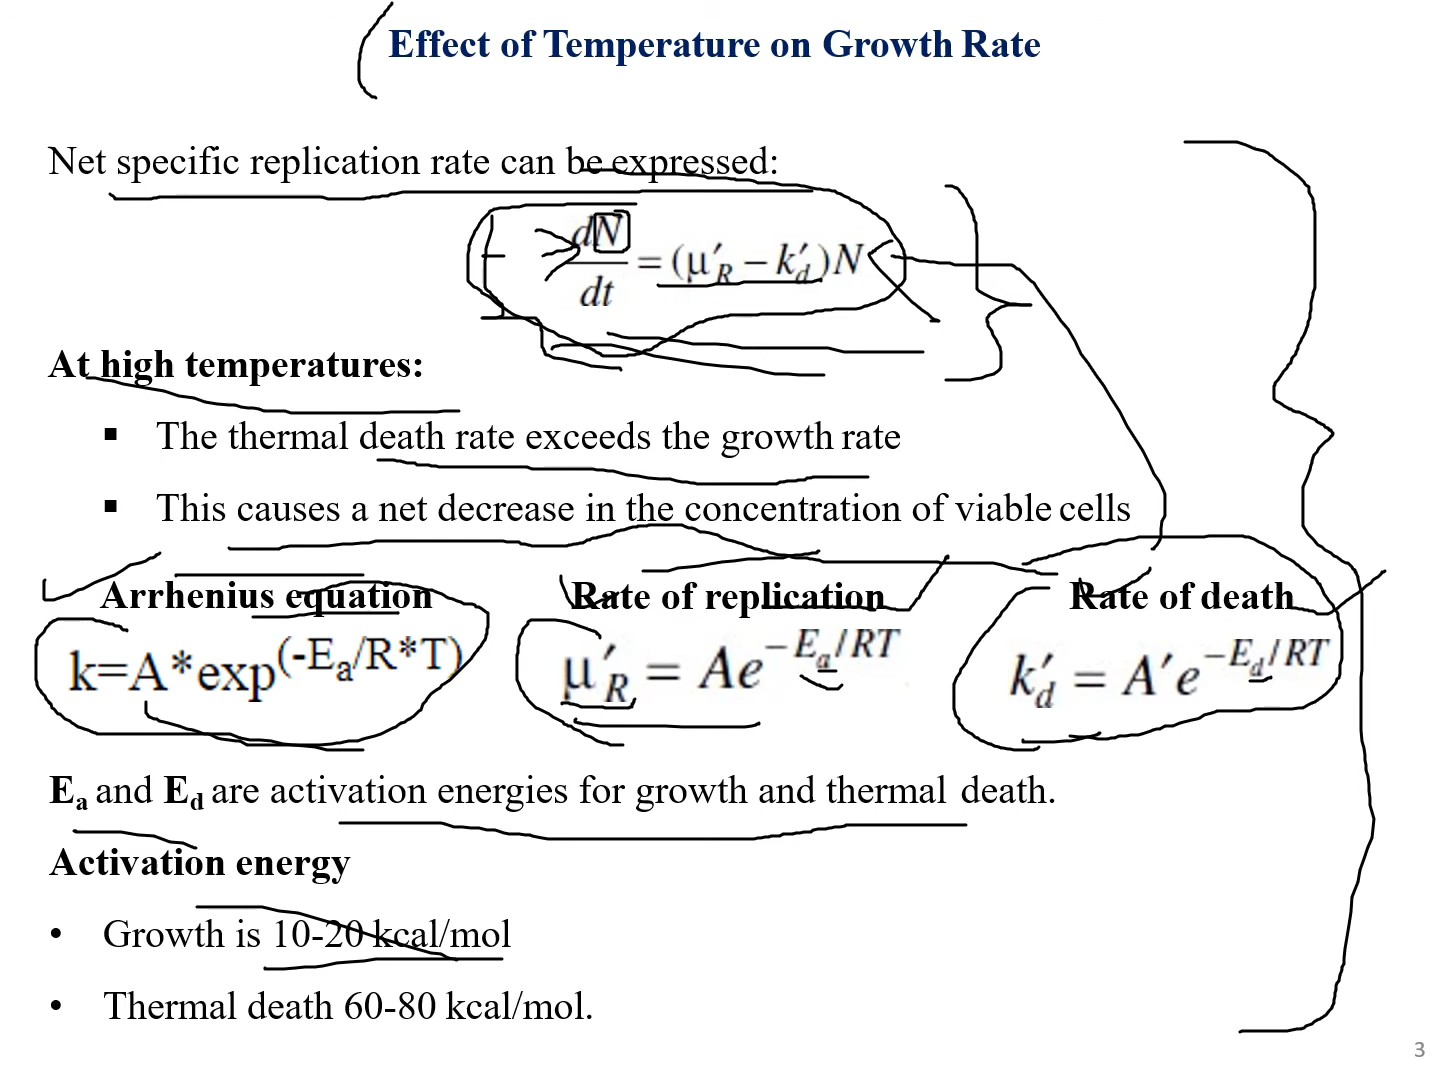 Effect of Temperature on Growth Rate
Net specific replication rate can be expressed:
dN/dt = (μ′R – k′d)N
At high temperatures:
▪ The thermal death rate exceeds the growth rate
▪ This causes a net decrease in the concentration of viable cells
Arrhenius equation Rate of replication Rate of death
k=A*exp(-Ea/R*T) μ′R = Ae–Ea/RT k′d = A′e–Ed/RT
Ea and Ed are activation energies for growth and thermal death.
Activation energy
• Growth is 10-20 kcal/mol
• Thermal death 60-80 kcal/mol.
3